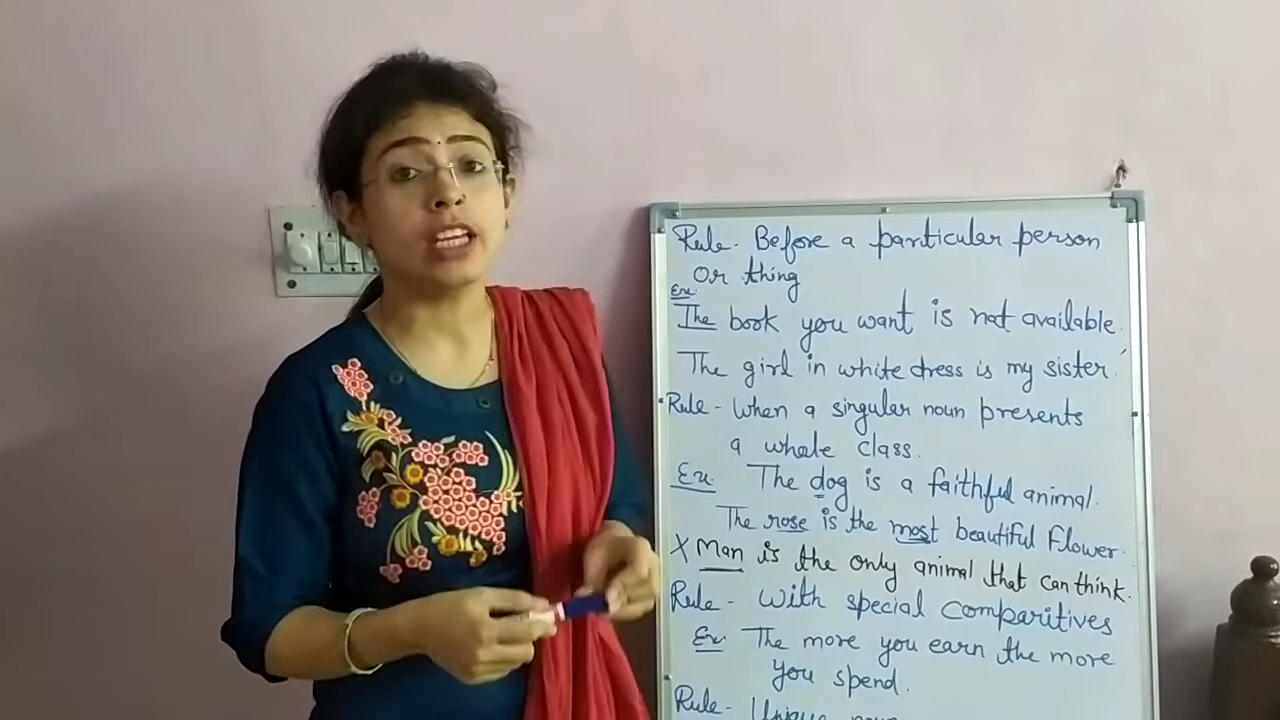 Rule - Before a particular person
or thing
Ex.
The book you want is not available.
The girl in white dress is my sister.
Rule - When a singular noun presents
a whole class.
Ex. The dog is a faithful animal.
The rose is the most beautiful flower.
X Man is the only animal that can think.
Rule - With special comparitives
Ex. The more you earn the more
you spend.
Rule - Unique noun